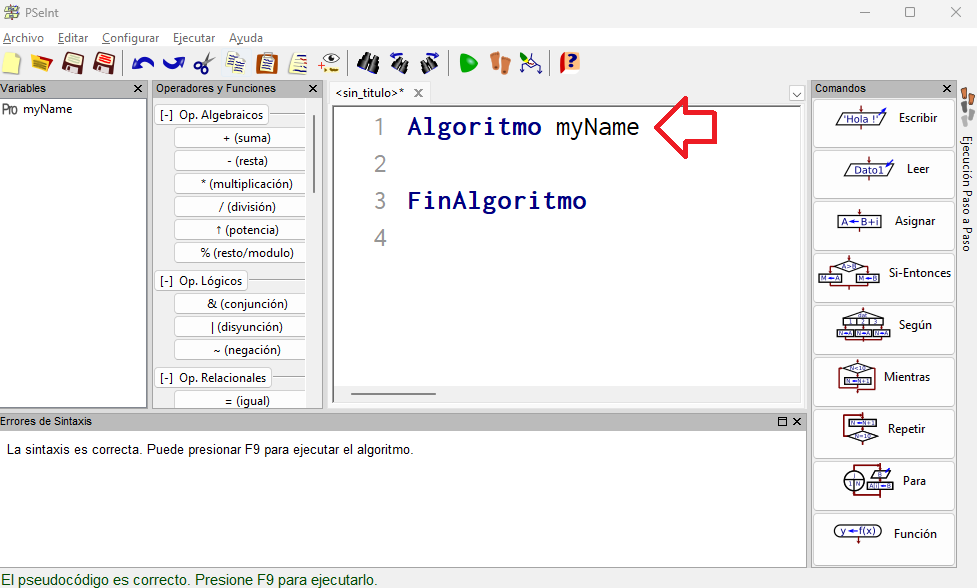 PSeInt
Archivo Editar Configurar Ejecutar Ayuda
Variables
myName
Operadores y Funciones
[-] Op. Algebraicos
+ (suma)
- (resta)
* (multiplicación)
/ (división)
↑ (potencia)
% (resto/modulo)
[-] Op. Lógicos
& (conjunción)
| (disyunción)
~ (negación)
[-] Op. Relacionales
= (igual)
<sin_titulo>*
1 Algoritmo myName
2
3 FinAlgoritmo
4
Comandos
'Hola !' Escribir
Dato1 Leer
A←B+i Asignar
A>B M←A M←B Si-Entonces
Según
Mientras
Repetir
Para
y←f(x) Función
Ejecución Paso a Paso
Errores de Sintaxis
La sintaxis es correcta. Puede presionar F9 para ejecutar el algoritmo.
El pseudocódigo es correcto. Presione F9 para ejecutarlo.